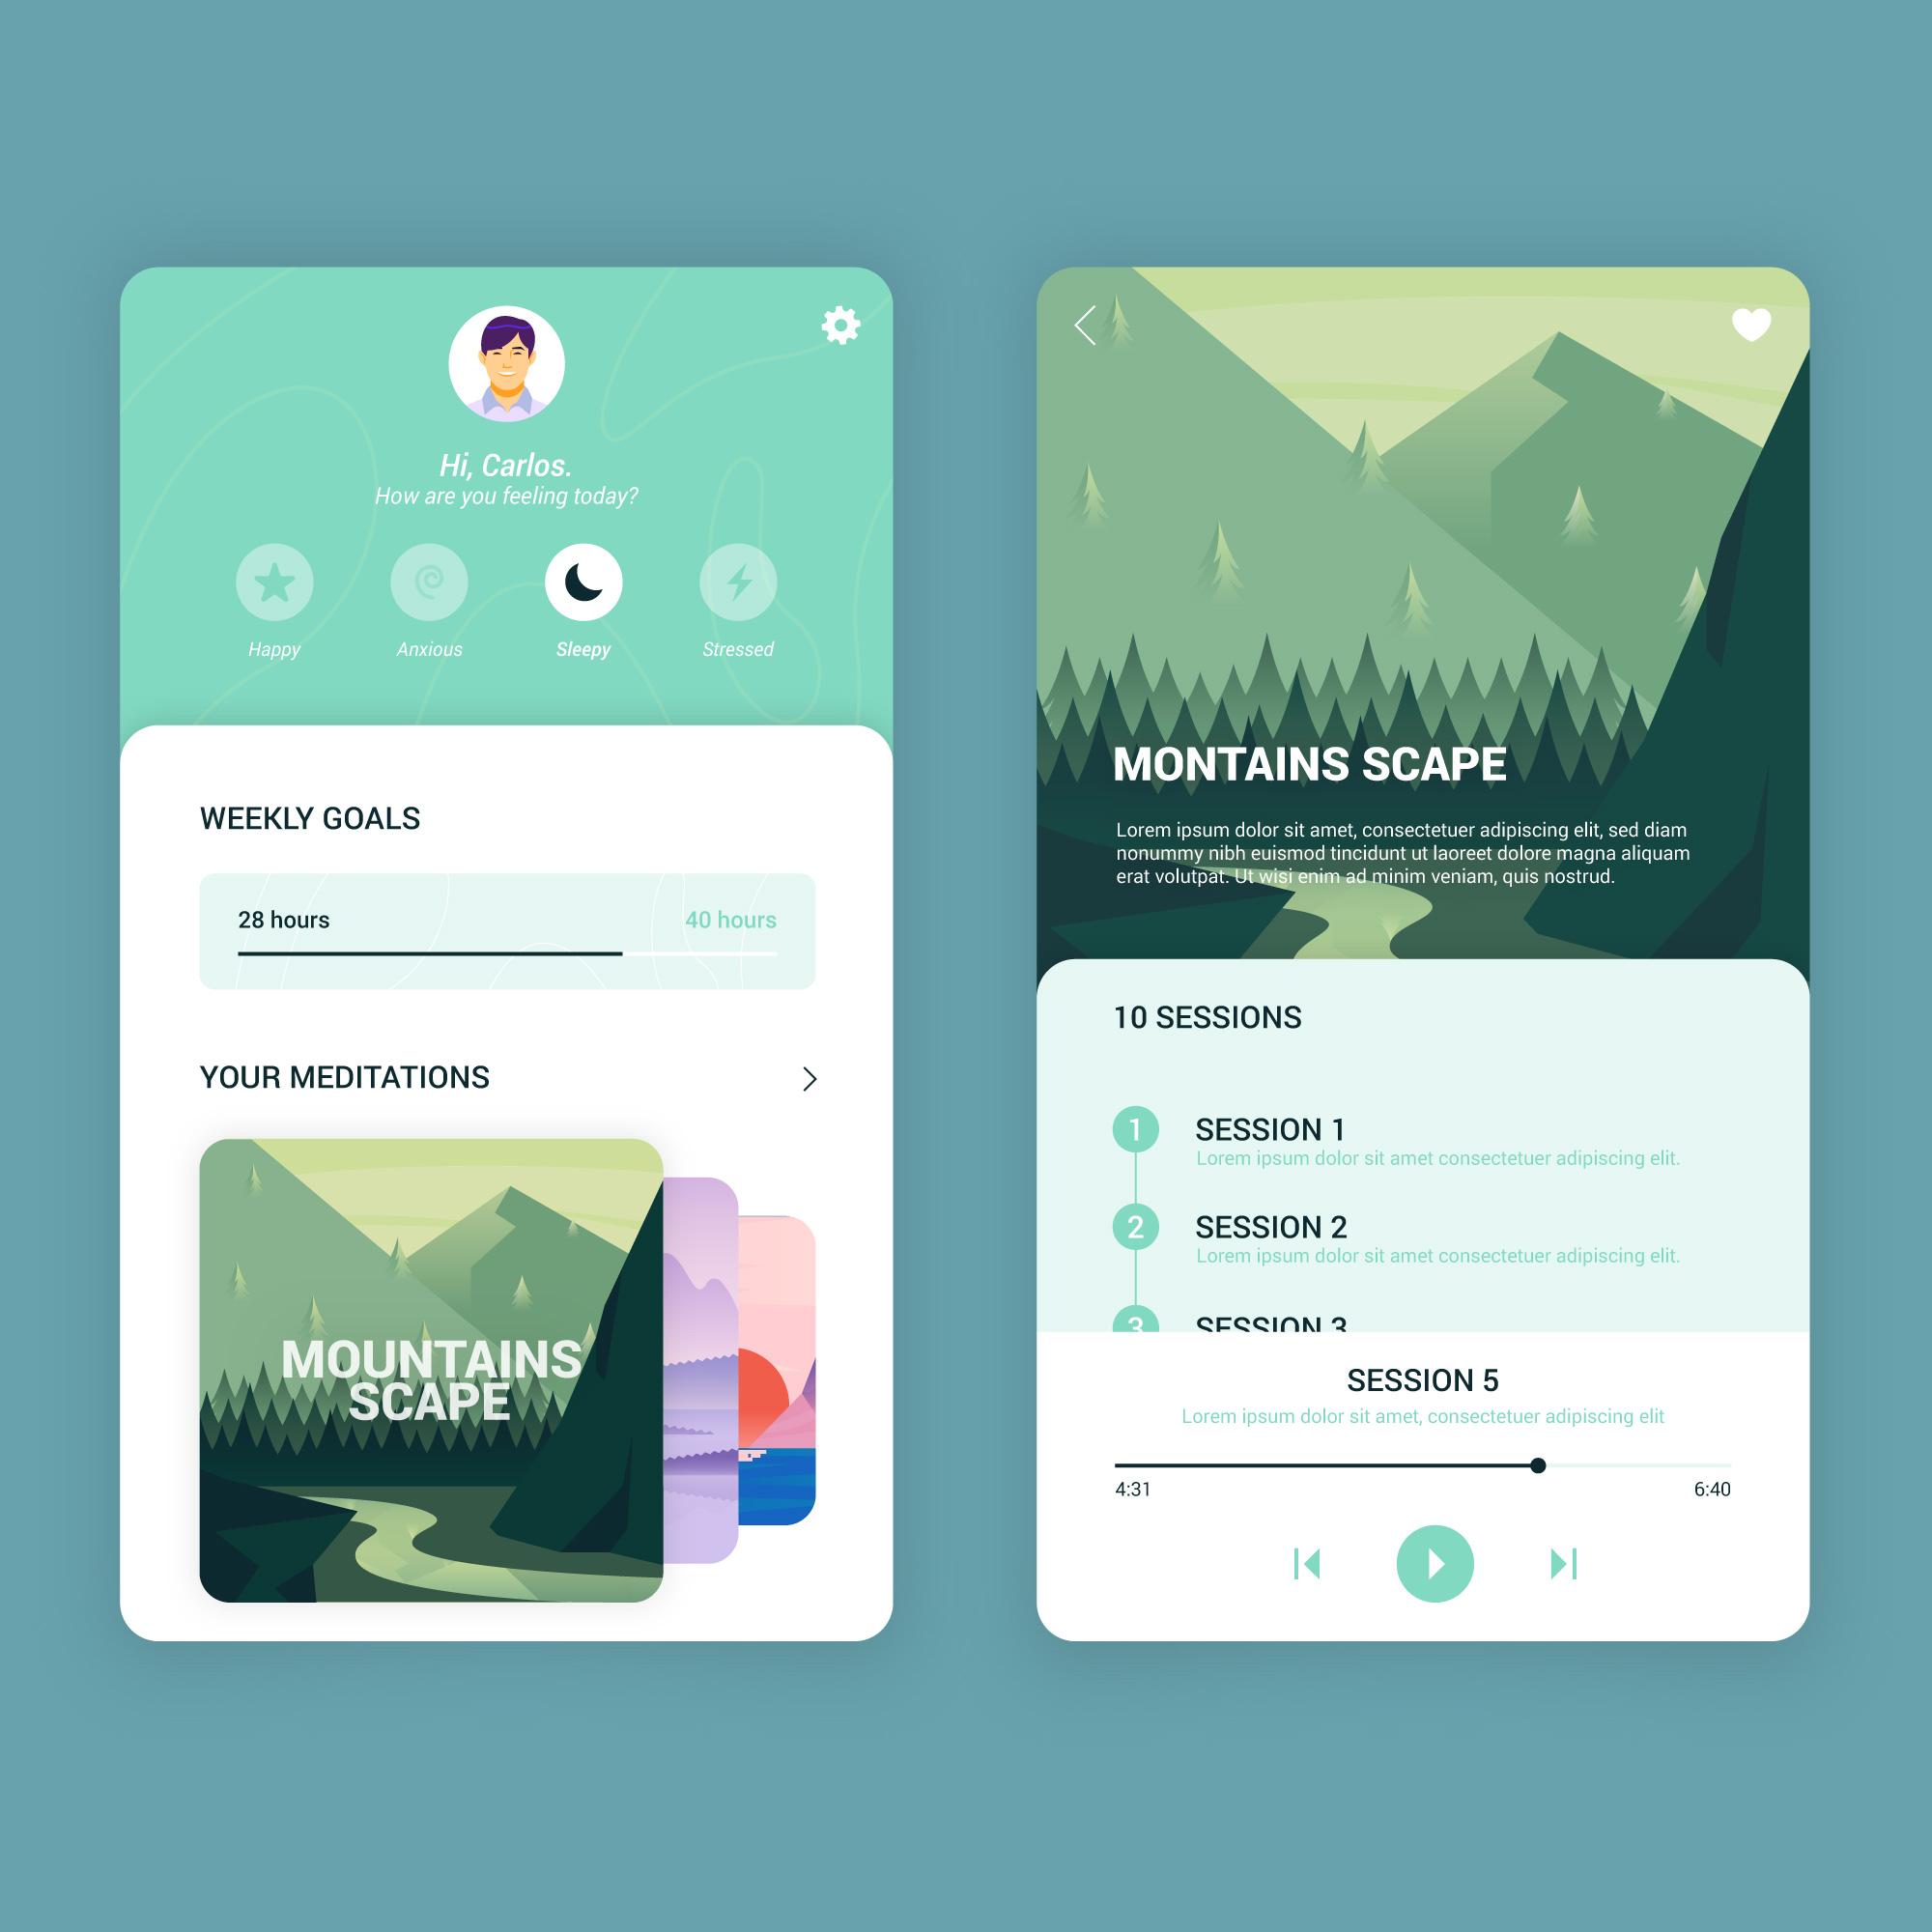 Hi, Carlos.
How are you feeling today?
Happy
Anxious
Sleepy
Stressed
WEEKLY GOALS
28 hours
40 hours
YOUR MEDITATIONS
MOUNTAINS
SCAPE
MONTAINS SCAPE
Lorem ipsum dolor sit amet, consectetuer adipiscing elit, sed diam
nonummy nibh euismod tincidunt ut laoreet dolore magna aliquam
erat volutpat. Ut wisi enim ad minim veniam, quis nostrud.
10 SESSIONS
1 SESSION 1
Lorem ipsum dolor sit amet consectetuer adipiscing elit.
2 SESSION 2
Lorem ipsum dolor sit amet consectetuer adipiscing elit.
3 SESSION 3
SESSION 5
Lorem ipsum dolor sit amet, consectetuer adipiscing elit
4:31
6:40